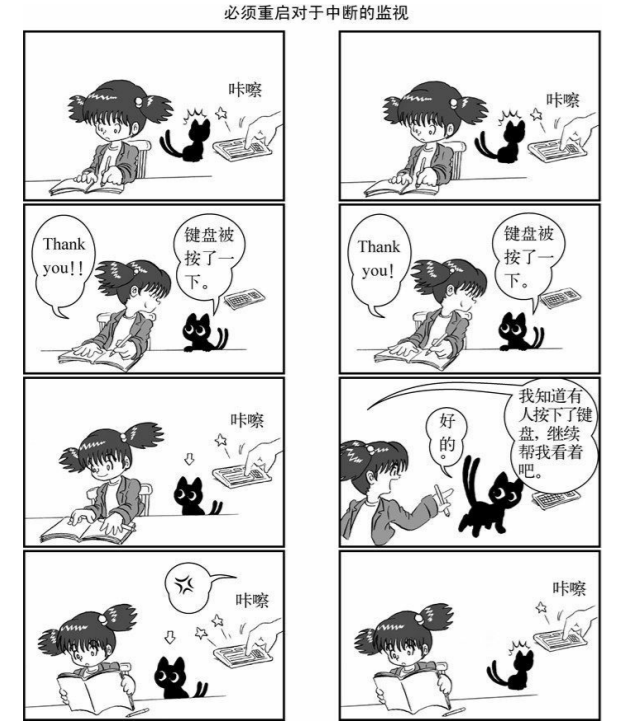 必须重启对于中断的监视
咔嚓
Thank
you!!
键盘被
按了一
下。
咔嚓
咔嚓
咔嚓
Thank
you!
键盘被
按了一
下。
好
的。
我知道有
人按下了键
盘,继续
帮我看着
吧。
咔嚓